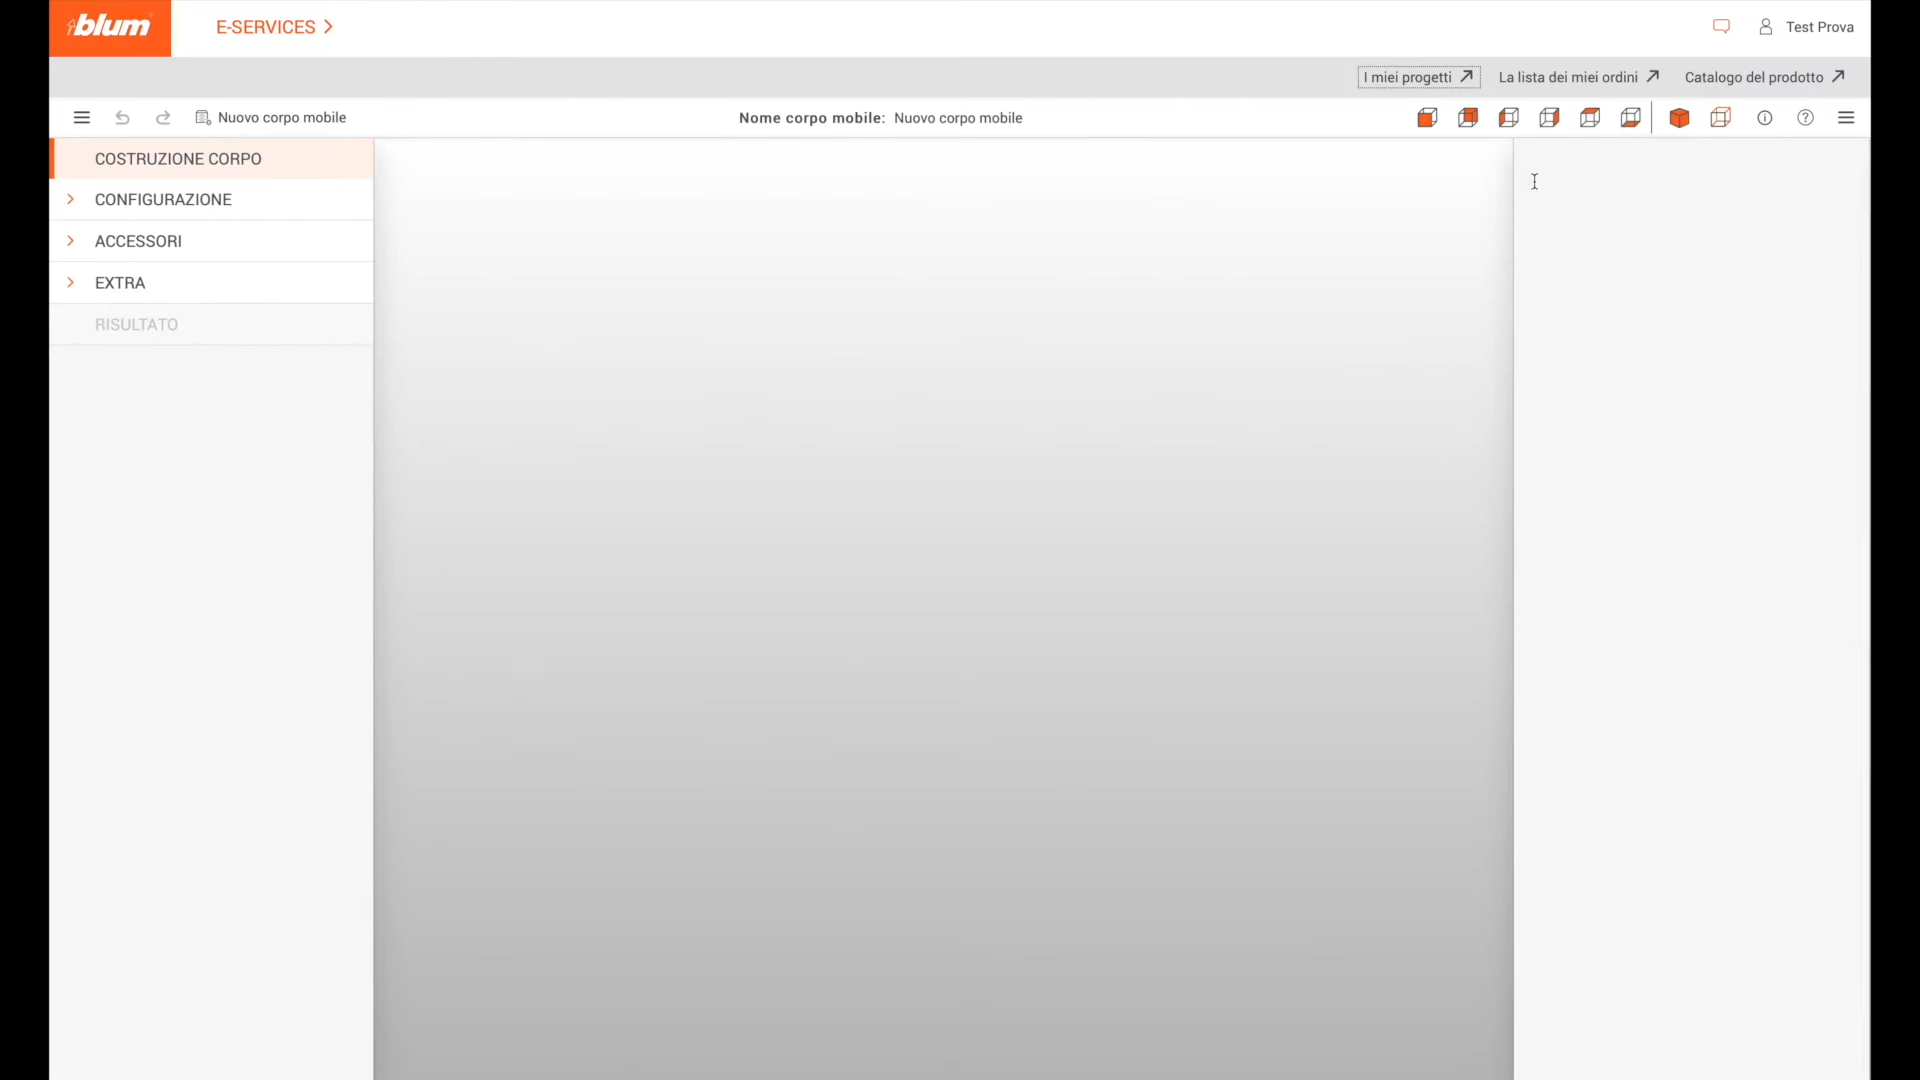 blum
E-SERVICES
Test Prova
I miei progetti
La lista dei miei ordini
Catalogo del prodotto
Nuovo corpo mobile
Nome corpo mobile: Nuovo corpo mobile
COSTRUZIONE CORPO
CONFIGURAZIONE
ACCESSORI
EXTRA
RISULTATO